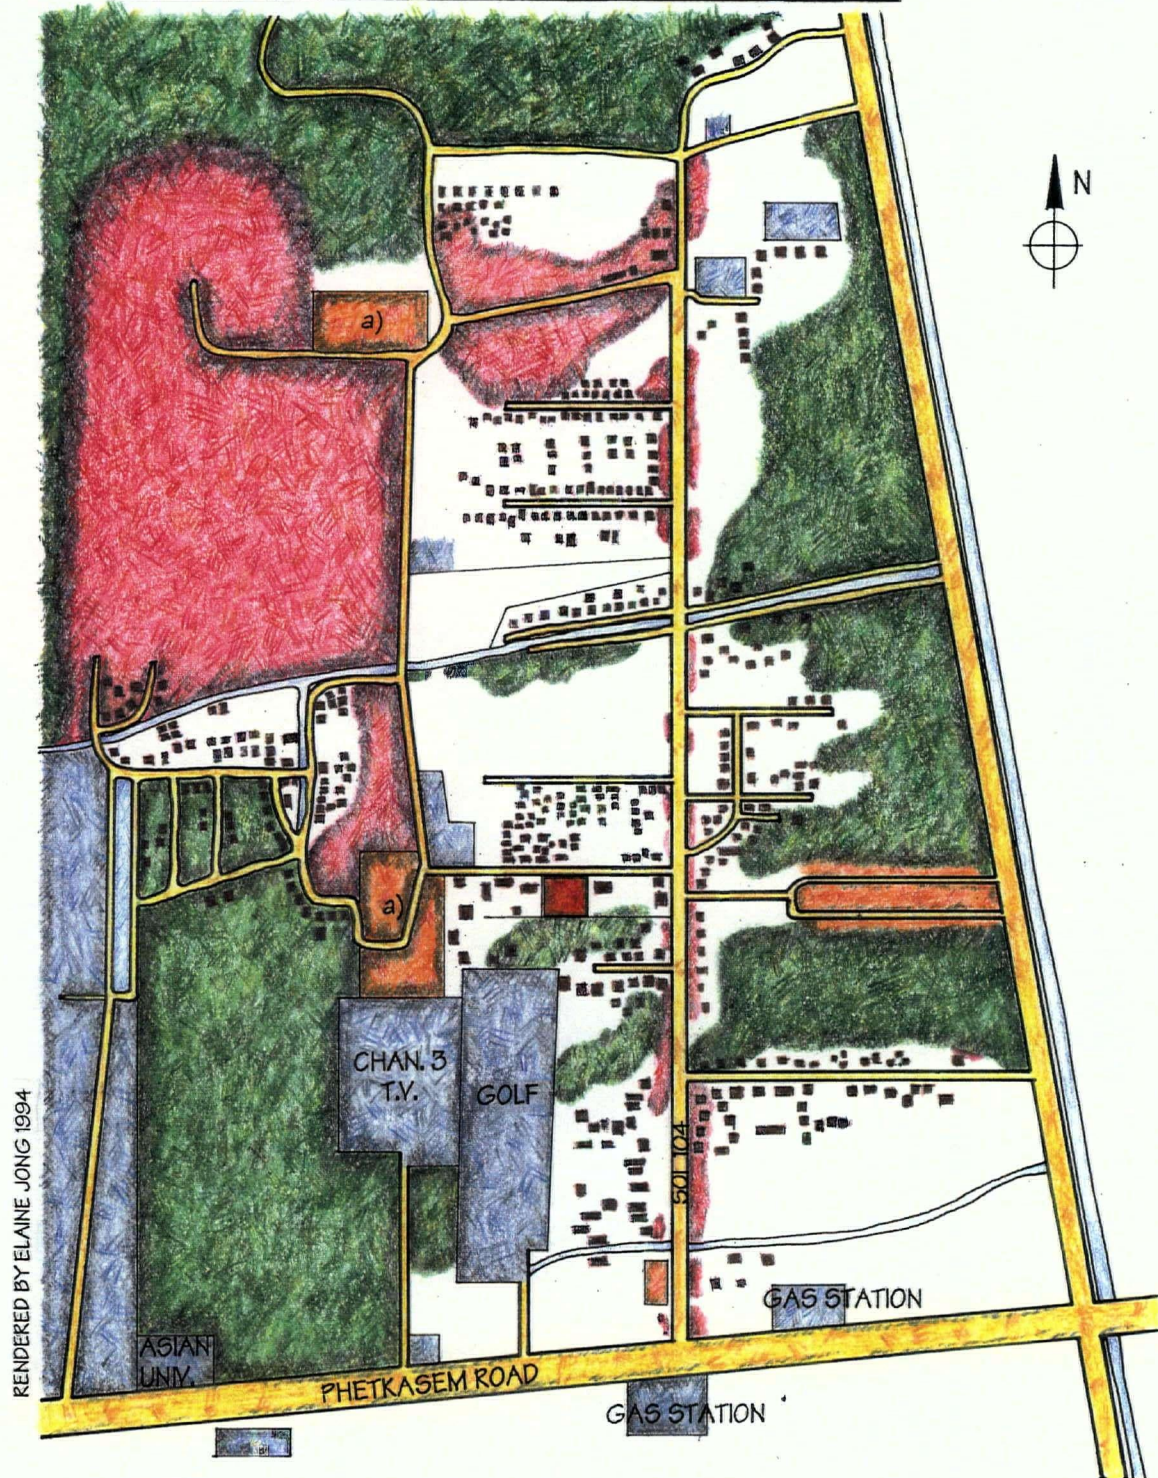 N
a)
a)
CHAN. 3
T.V.
GOLF
SOI 104
GAS STATION
ASIAN
UNIV.
PHETKASEM ROAD
GAS STATION
RENDERED BY ELAINE JONG 1994